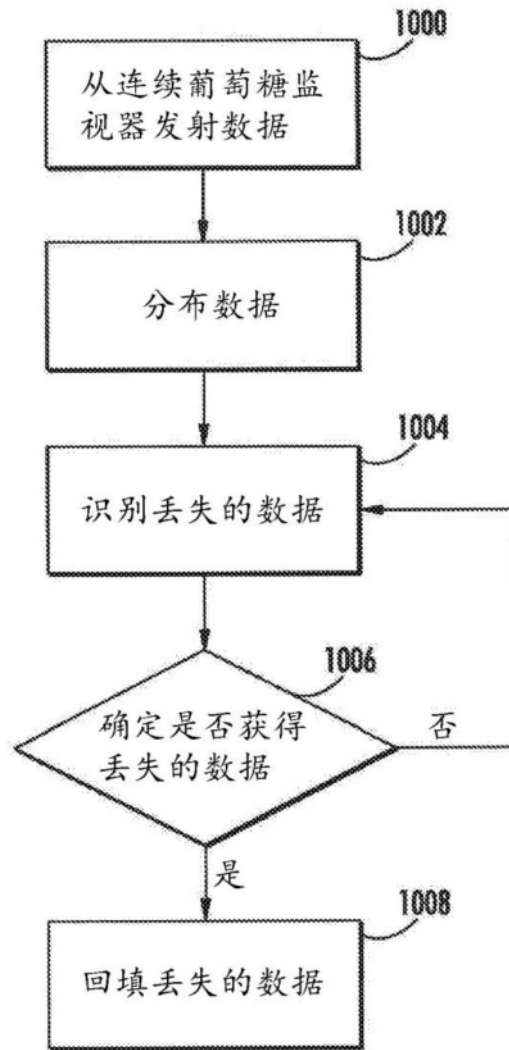 1000
从连续葡萄糖监
视器发射数据
1002
分布数据
1004
识别丢失的数据
1006
确定是否获得
丢失的数据
否
是
1008
回填丢失的数据